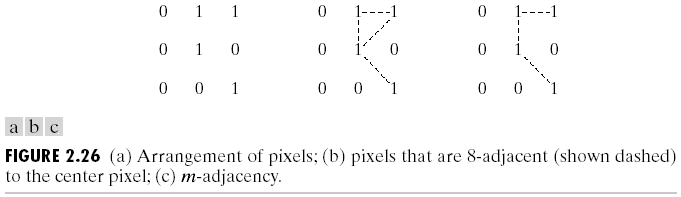 0 1 1 0 1 1 0 1 1
0 1 0 0 1 0 0 1 0
0 0 1 0 0 1 0 0 1
a b c
FIGURE 2.26 (a) Arrangement of pixels; (b) pixels that are 8-adjacent (shown dashed)
to the center pixel; (c) m-adjacency.